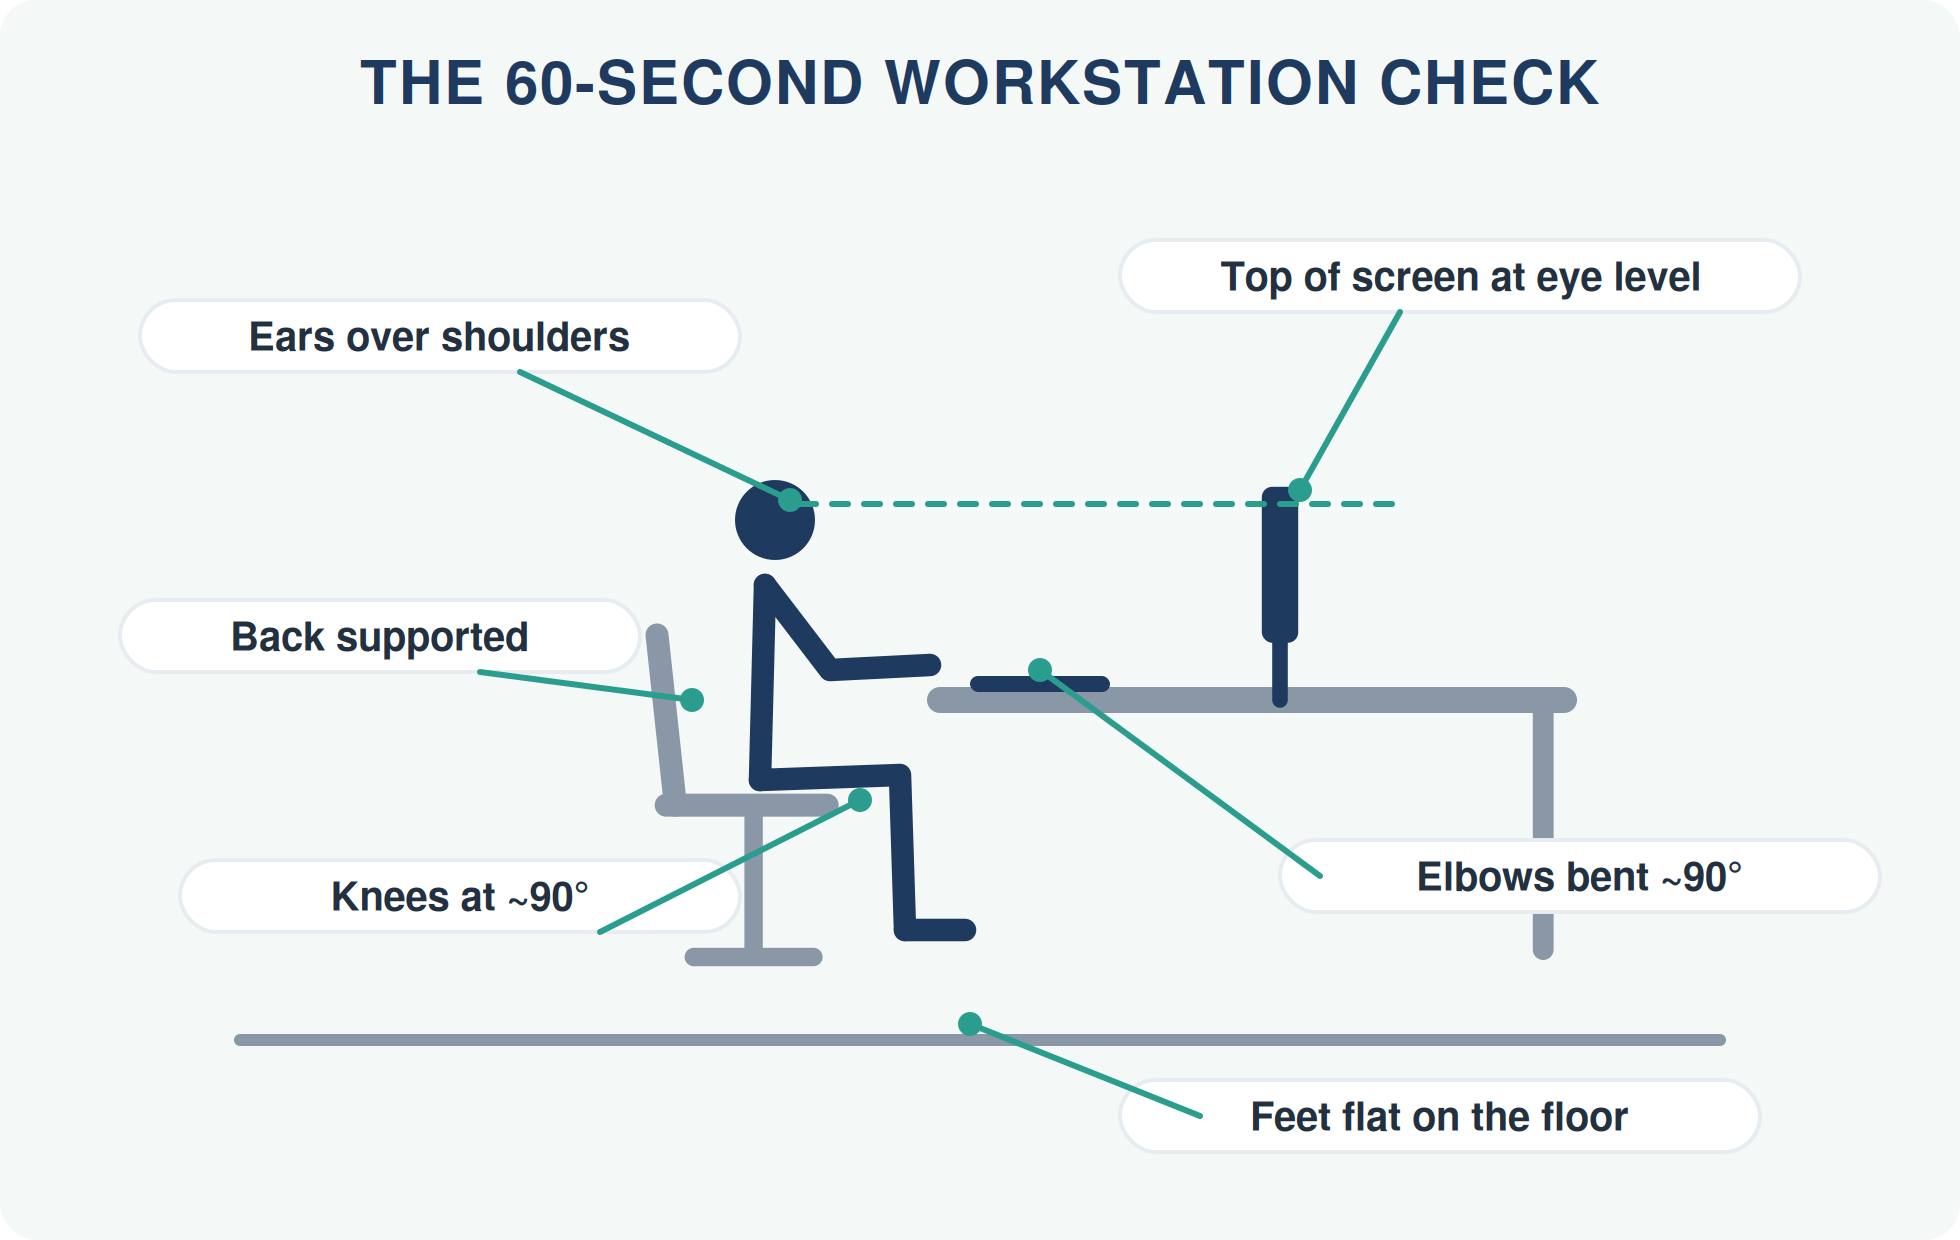 THE 60-SECOND WORKSTATION CHECK
Top of screen at eye level
Ears over shoulders
Back supported
Elbows bent ~90°
Knees at ~90°
Feet flat on the floor